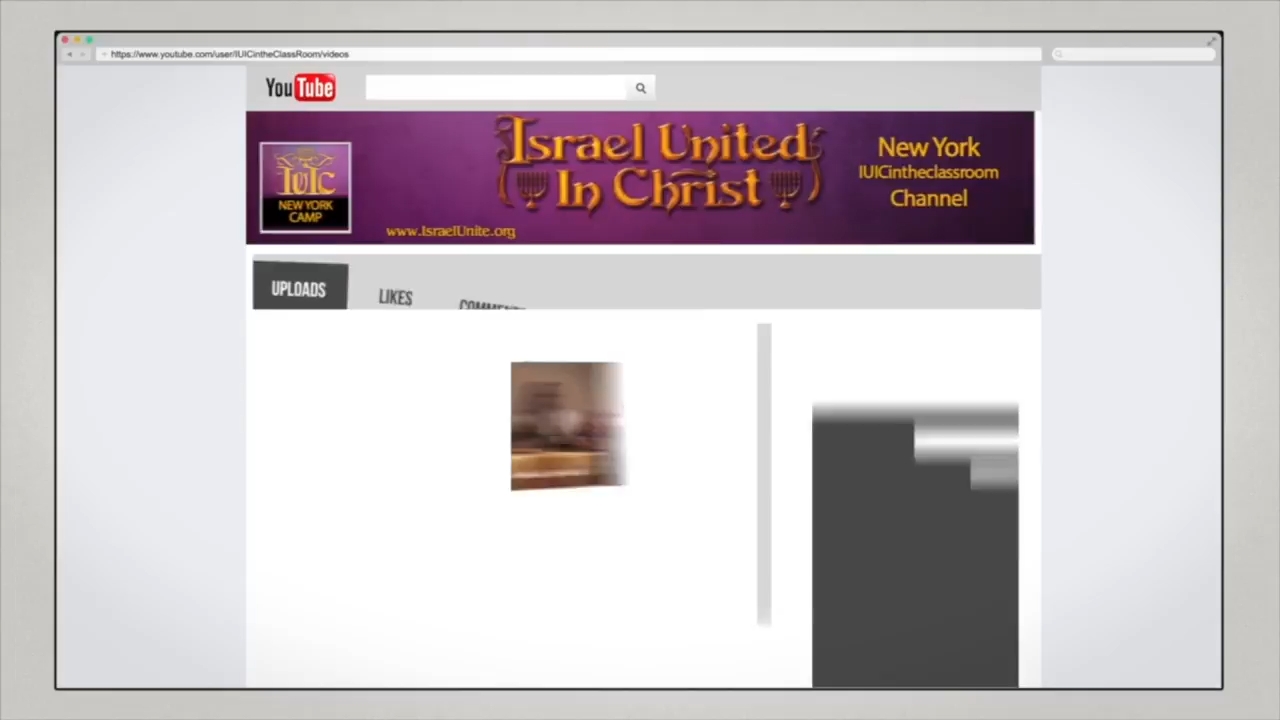 https://www.youtube.com/user/IUICintheClassRoom/videos
YouTube
Israel United
In Christ
New York
IUICintheclassroom
Channel
IUIC
NEW YORK
CAMP
www.IsraelUnite.org
UPLOADS
LIKES